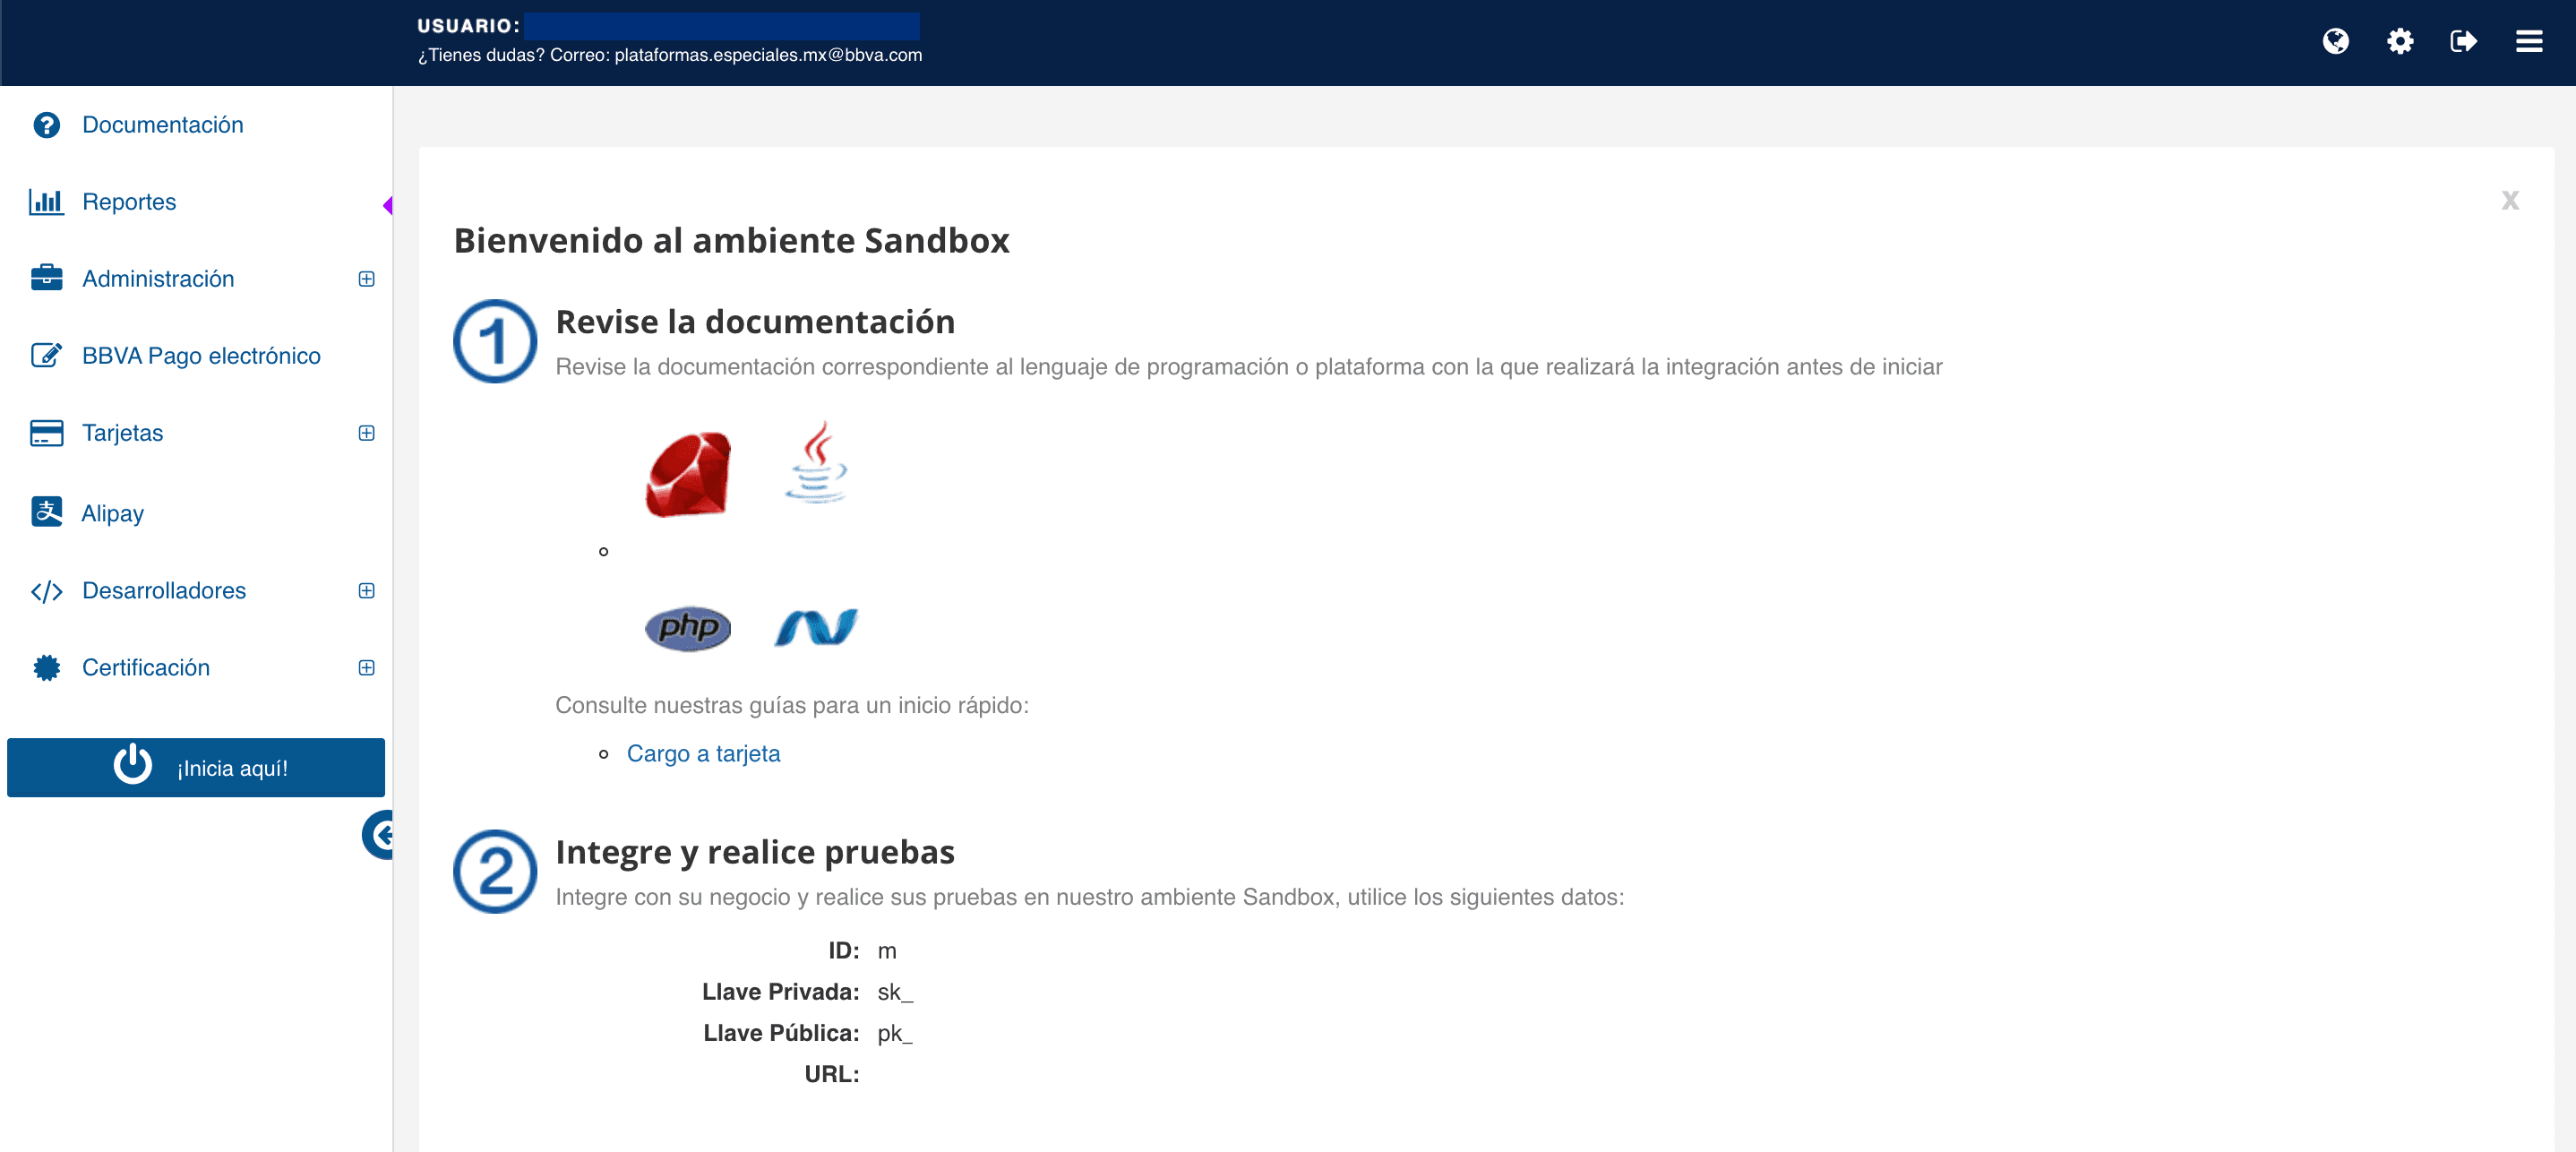 USUARIO:
¿Tienes dudas? Correo: plataformas.especiales.mx@bbva.com
Documentación
Reportes
Administración
BBVA Pago electrónico
Tarjetas
支 Alipay
Desarrolladores
Certificación
¡Inicia aquí!
x
Bienvenido al ambiente Sandbox
1 Revise la documentación
Revise la documentación correspondiente al lenguaje de programación o plataforma con la que realizará la integración antes de iniciar
php
Consulte nuestras guías para un inicio rápido:
Cargo a tarjeta
2 Integre y realice pruebas
Integre con su negocio y realice sus pruebas en nuestro ambiente Sandbox, utilice los siguientes datos:
ID: m
Llave Privada: sk_
Llave Pública: pk_
URL: